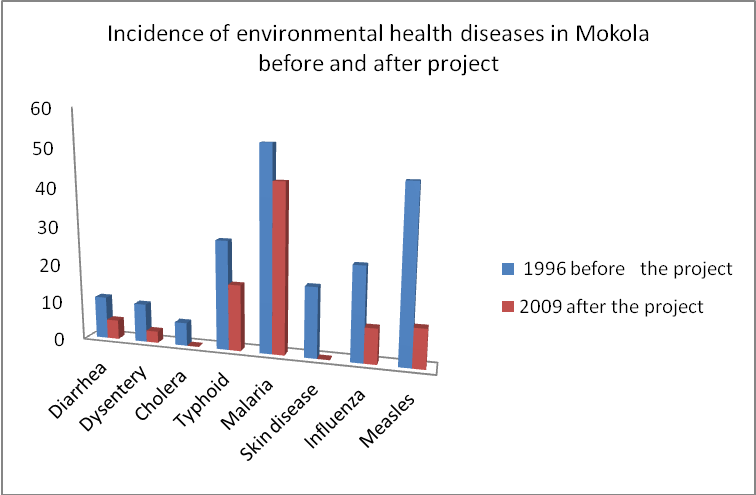 Incidence of environmental health diseases in Mokola
before and after project
60
50
40
30
20
10
0
Diarrhea
Dysentery
Cholera
Typhoid
Malaria
Skin disease
Influenza
Measles
1996 before the project
2009 after the project